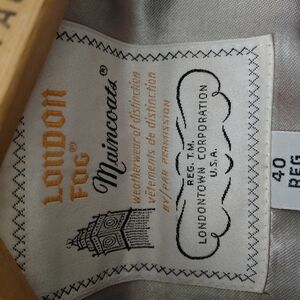 LONDON
FOG®
Maincoats®
weatherwear of distinction
vêtements de distinction
BY/PAR PERMISSION
REG. T.M.
LONDONTOWN CORPORATION
U.S.A.
40
REG